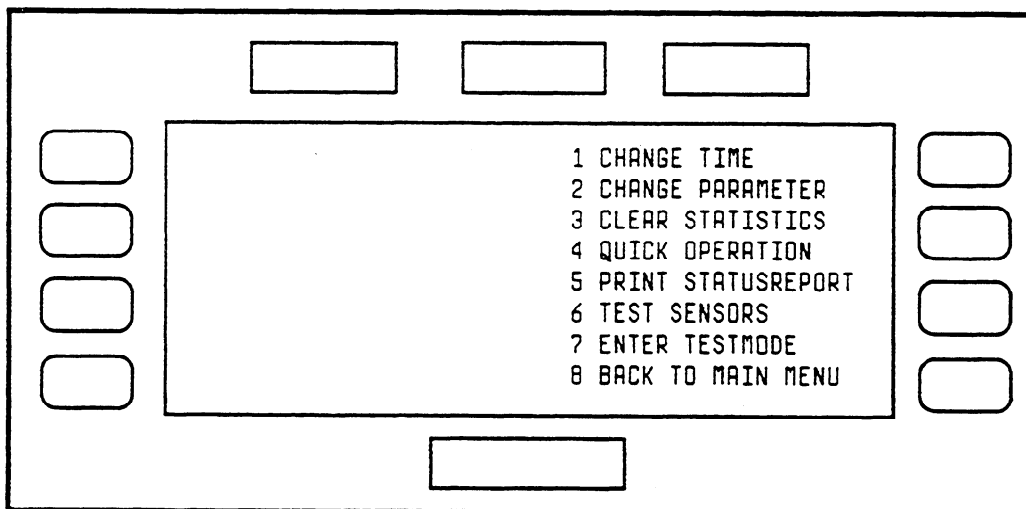 1 CHANGE TIME
2 CHANGE PARAMETER
3 CLEAR STATISTICS
4 QUICK OPERATION
5 PRINT STATUSREPORT
6 TEST SENSORS
7 ENTER TESTMODE
8 BACK TO MAIN MENU